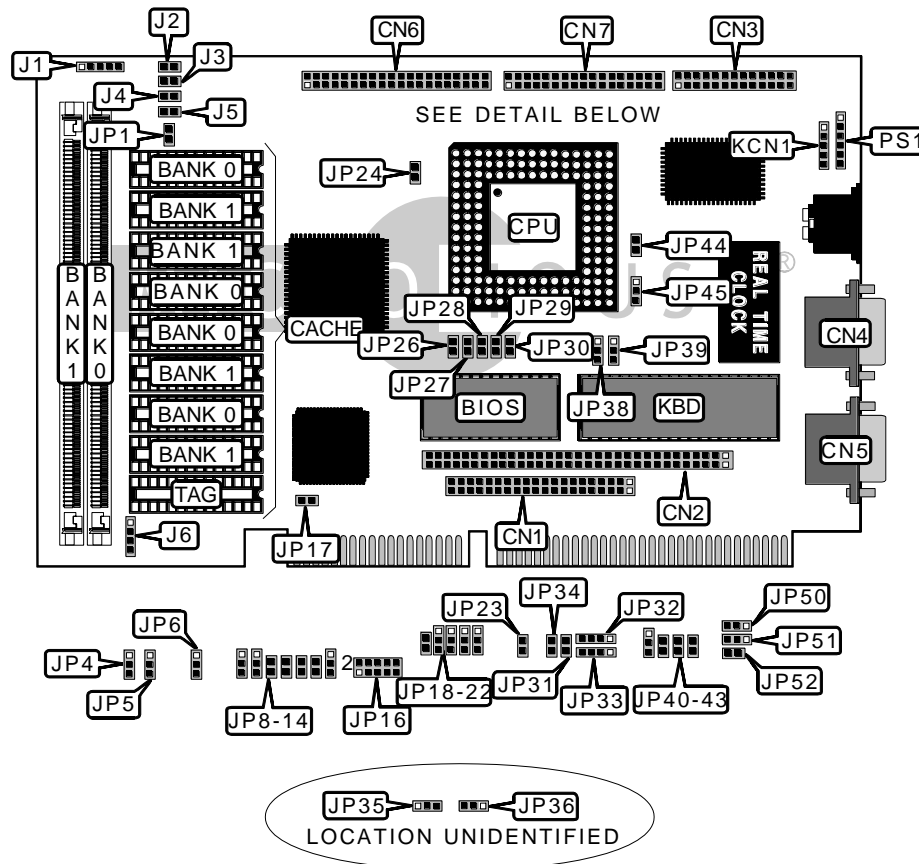 J2
CN6
CN7
CN3
J1
J3
J4
J5
SEE DETAIL BELOW
JP1
KCN1
PS1
JP24
BANK 0
BANK 1
BANK 1
BANK 0
BANK 0
BANK 1
BANK 0
BANK 1
TAG
BANK 1
BANK 0
CPU
JP44
REAL TIME
CLOCK
®
JP45
CACHE
JP28
JP29
CN4
JP26
JP30
JP39
JP27
JP38
BIOS
KBD
CN5
J6
JP17
CN1
CN2
JP23
JP34
JP32
JP50
JP6
JP51
JP4
2
JP5
JP18-22
JP31
JP40-43
JP52
JP8-14
JP16
JP33
JP35
JP36
LOCATION UNIDENTIFIED